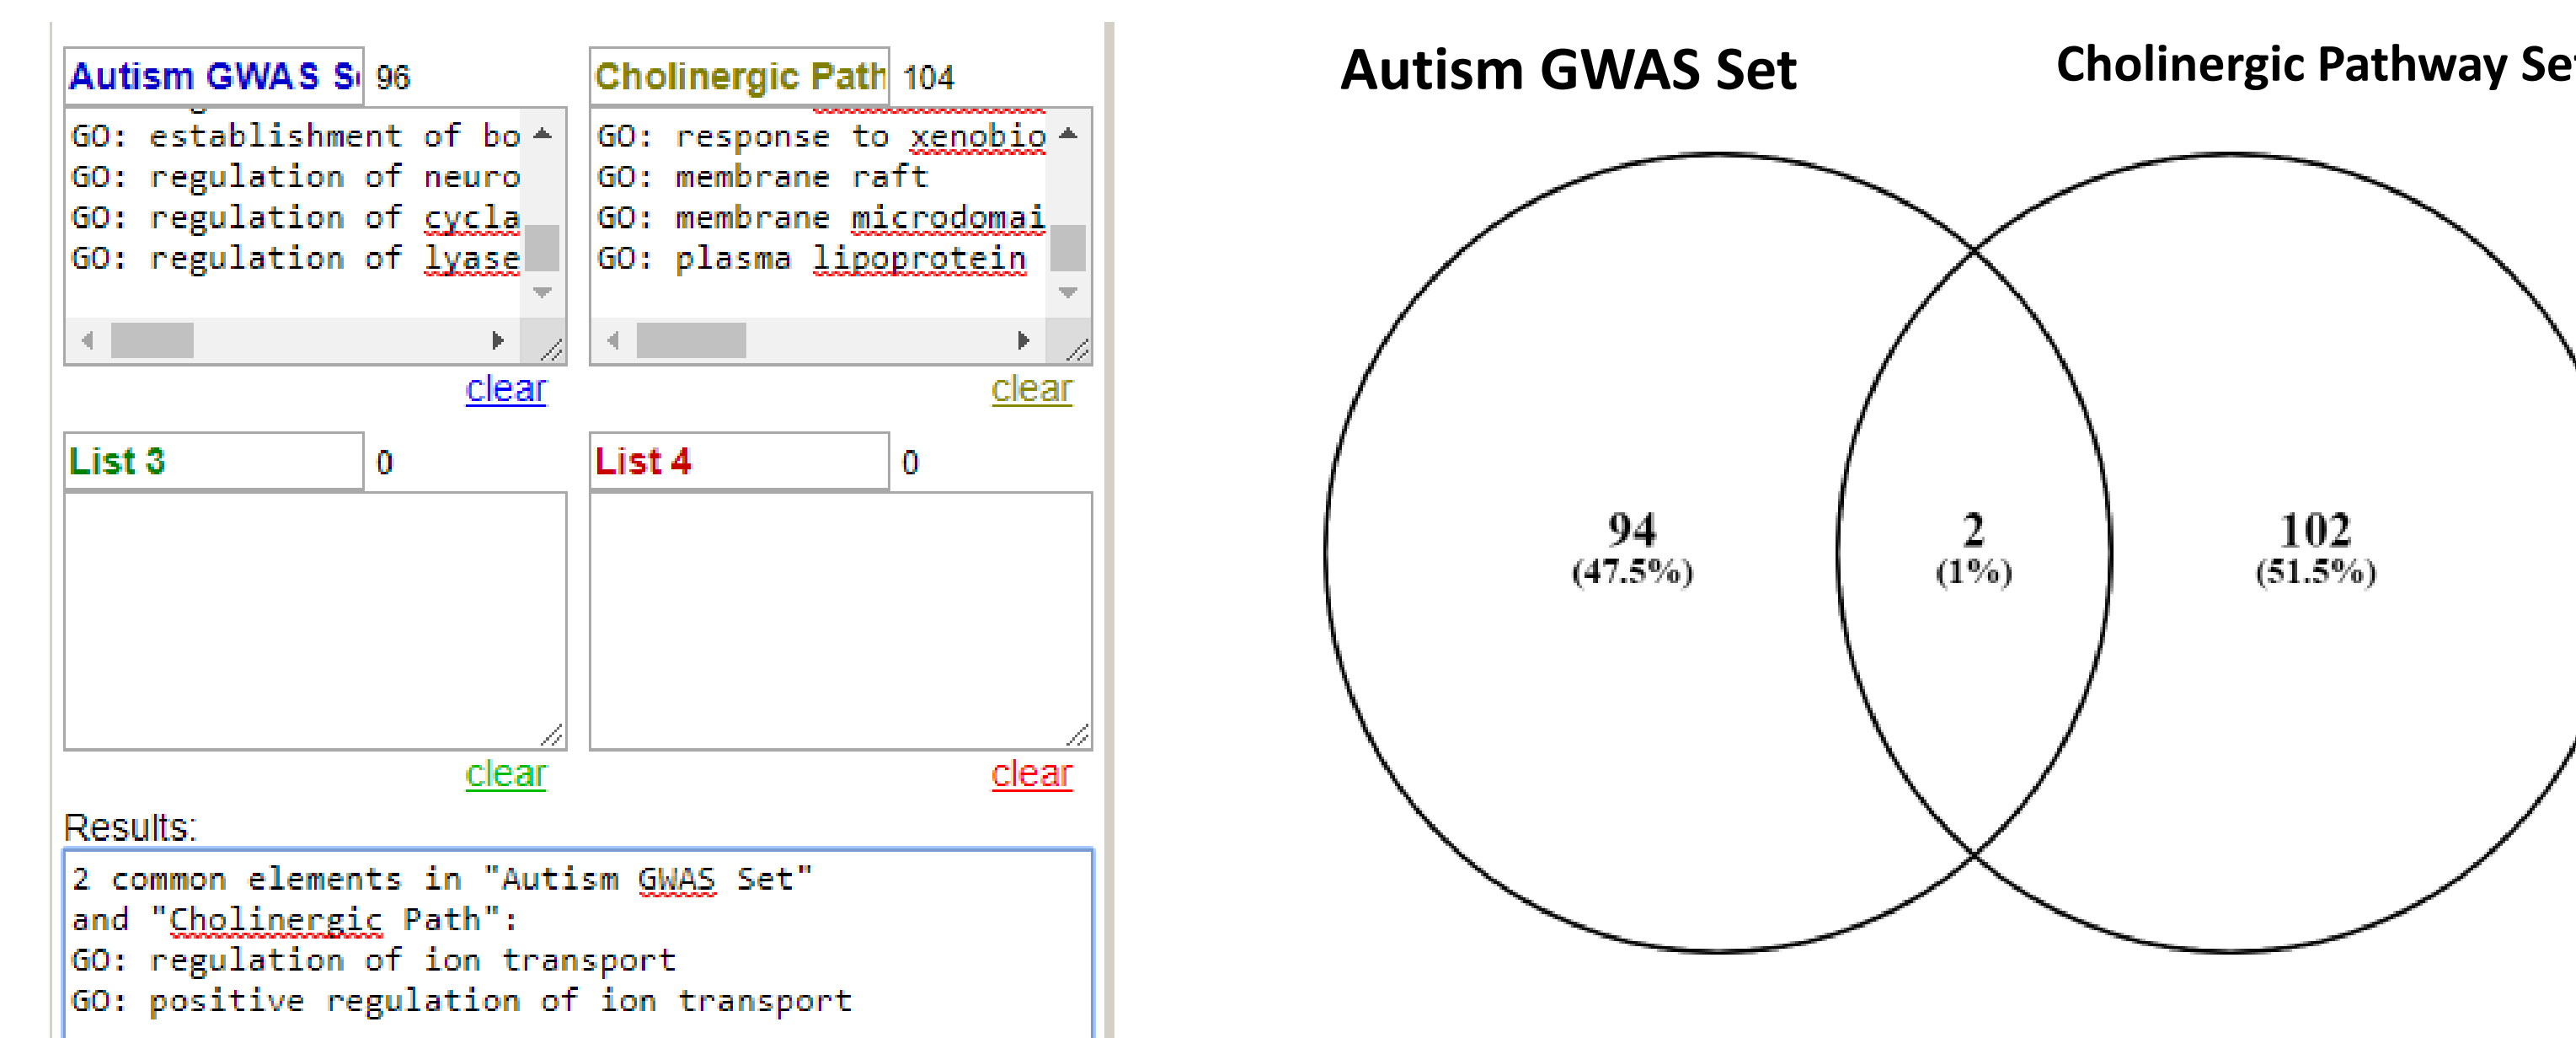 Autism GWAS S 96
GO: establishment of bo
GO: regulation of neuro
GO: regulation of cycla
GO: regulation of lyase
clear
Cholinergic Path 104
GO: response to xenobio
GO: membrane raft
GO: membrane microdomai
GO: plasma lipoprotein
clear
List 3 0
clear
List 4 0
clear
Results:
2 common elements in "Autism GWAS Set"
and "Cholinergic Path":
GO: regulation of ion transport
GO: positive regulation of ion transport
Autism GWAS Set
Cholinergic Pathway Set
94
(47.5%)
2
(1%)
102
(51.5%)